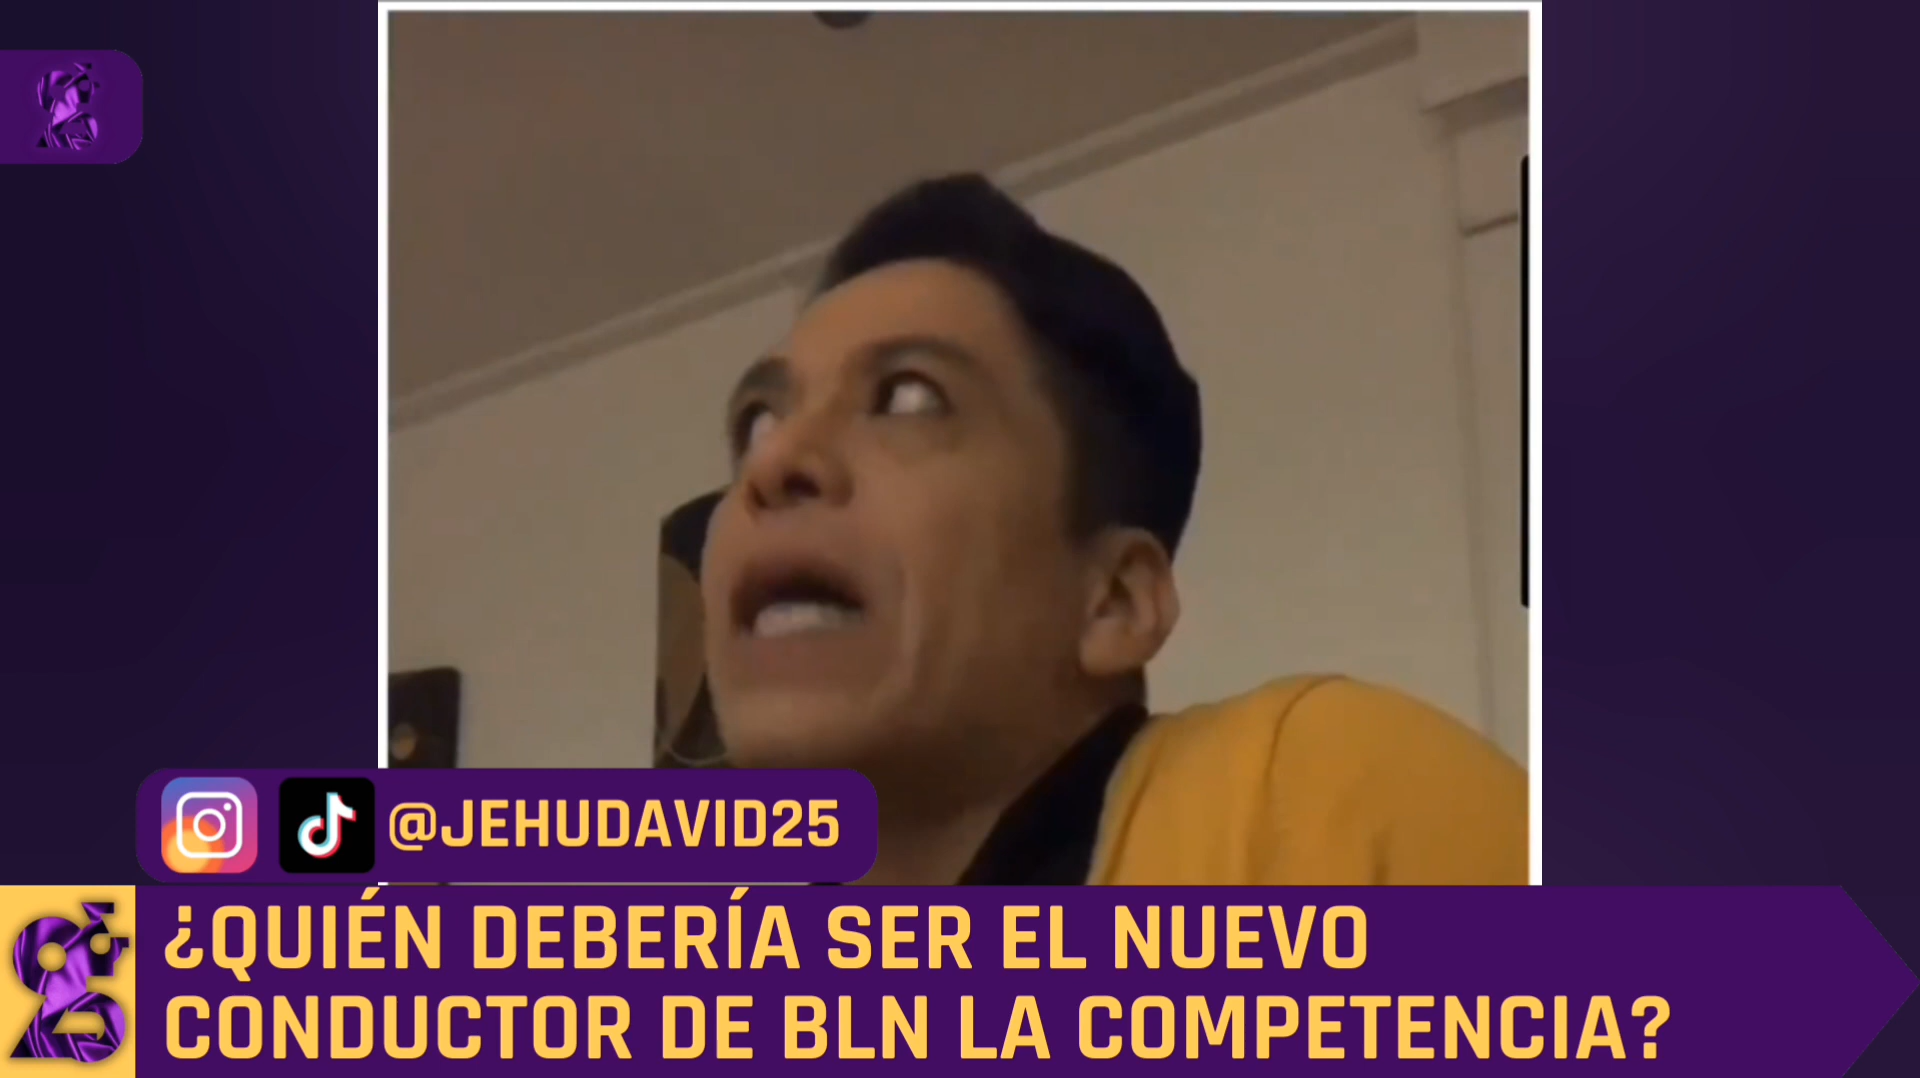 @JEHUDAVID25
¿QUIÉN DEBERÍA SER EL NUEVO
CONDUCTOR DE BLN LA COMPETENCIA?